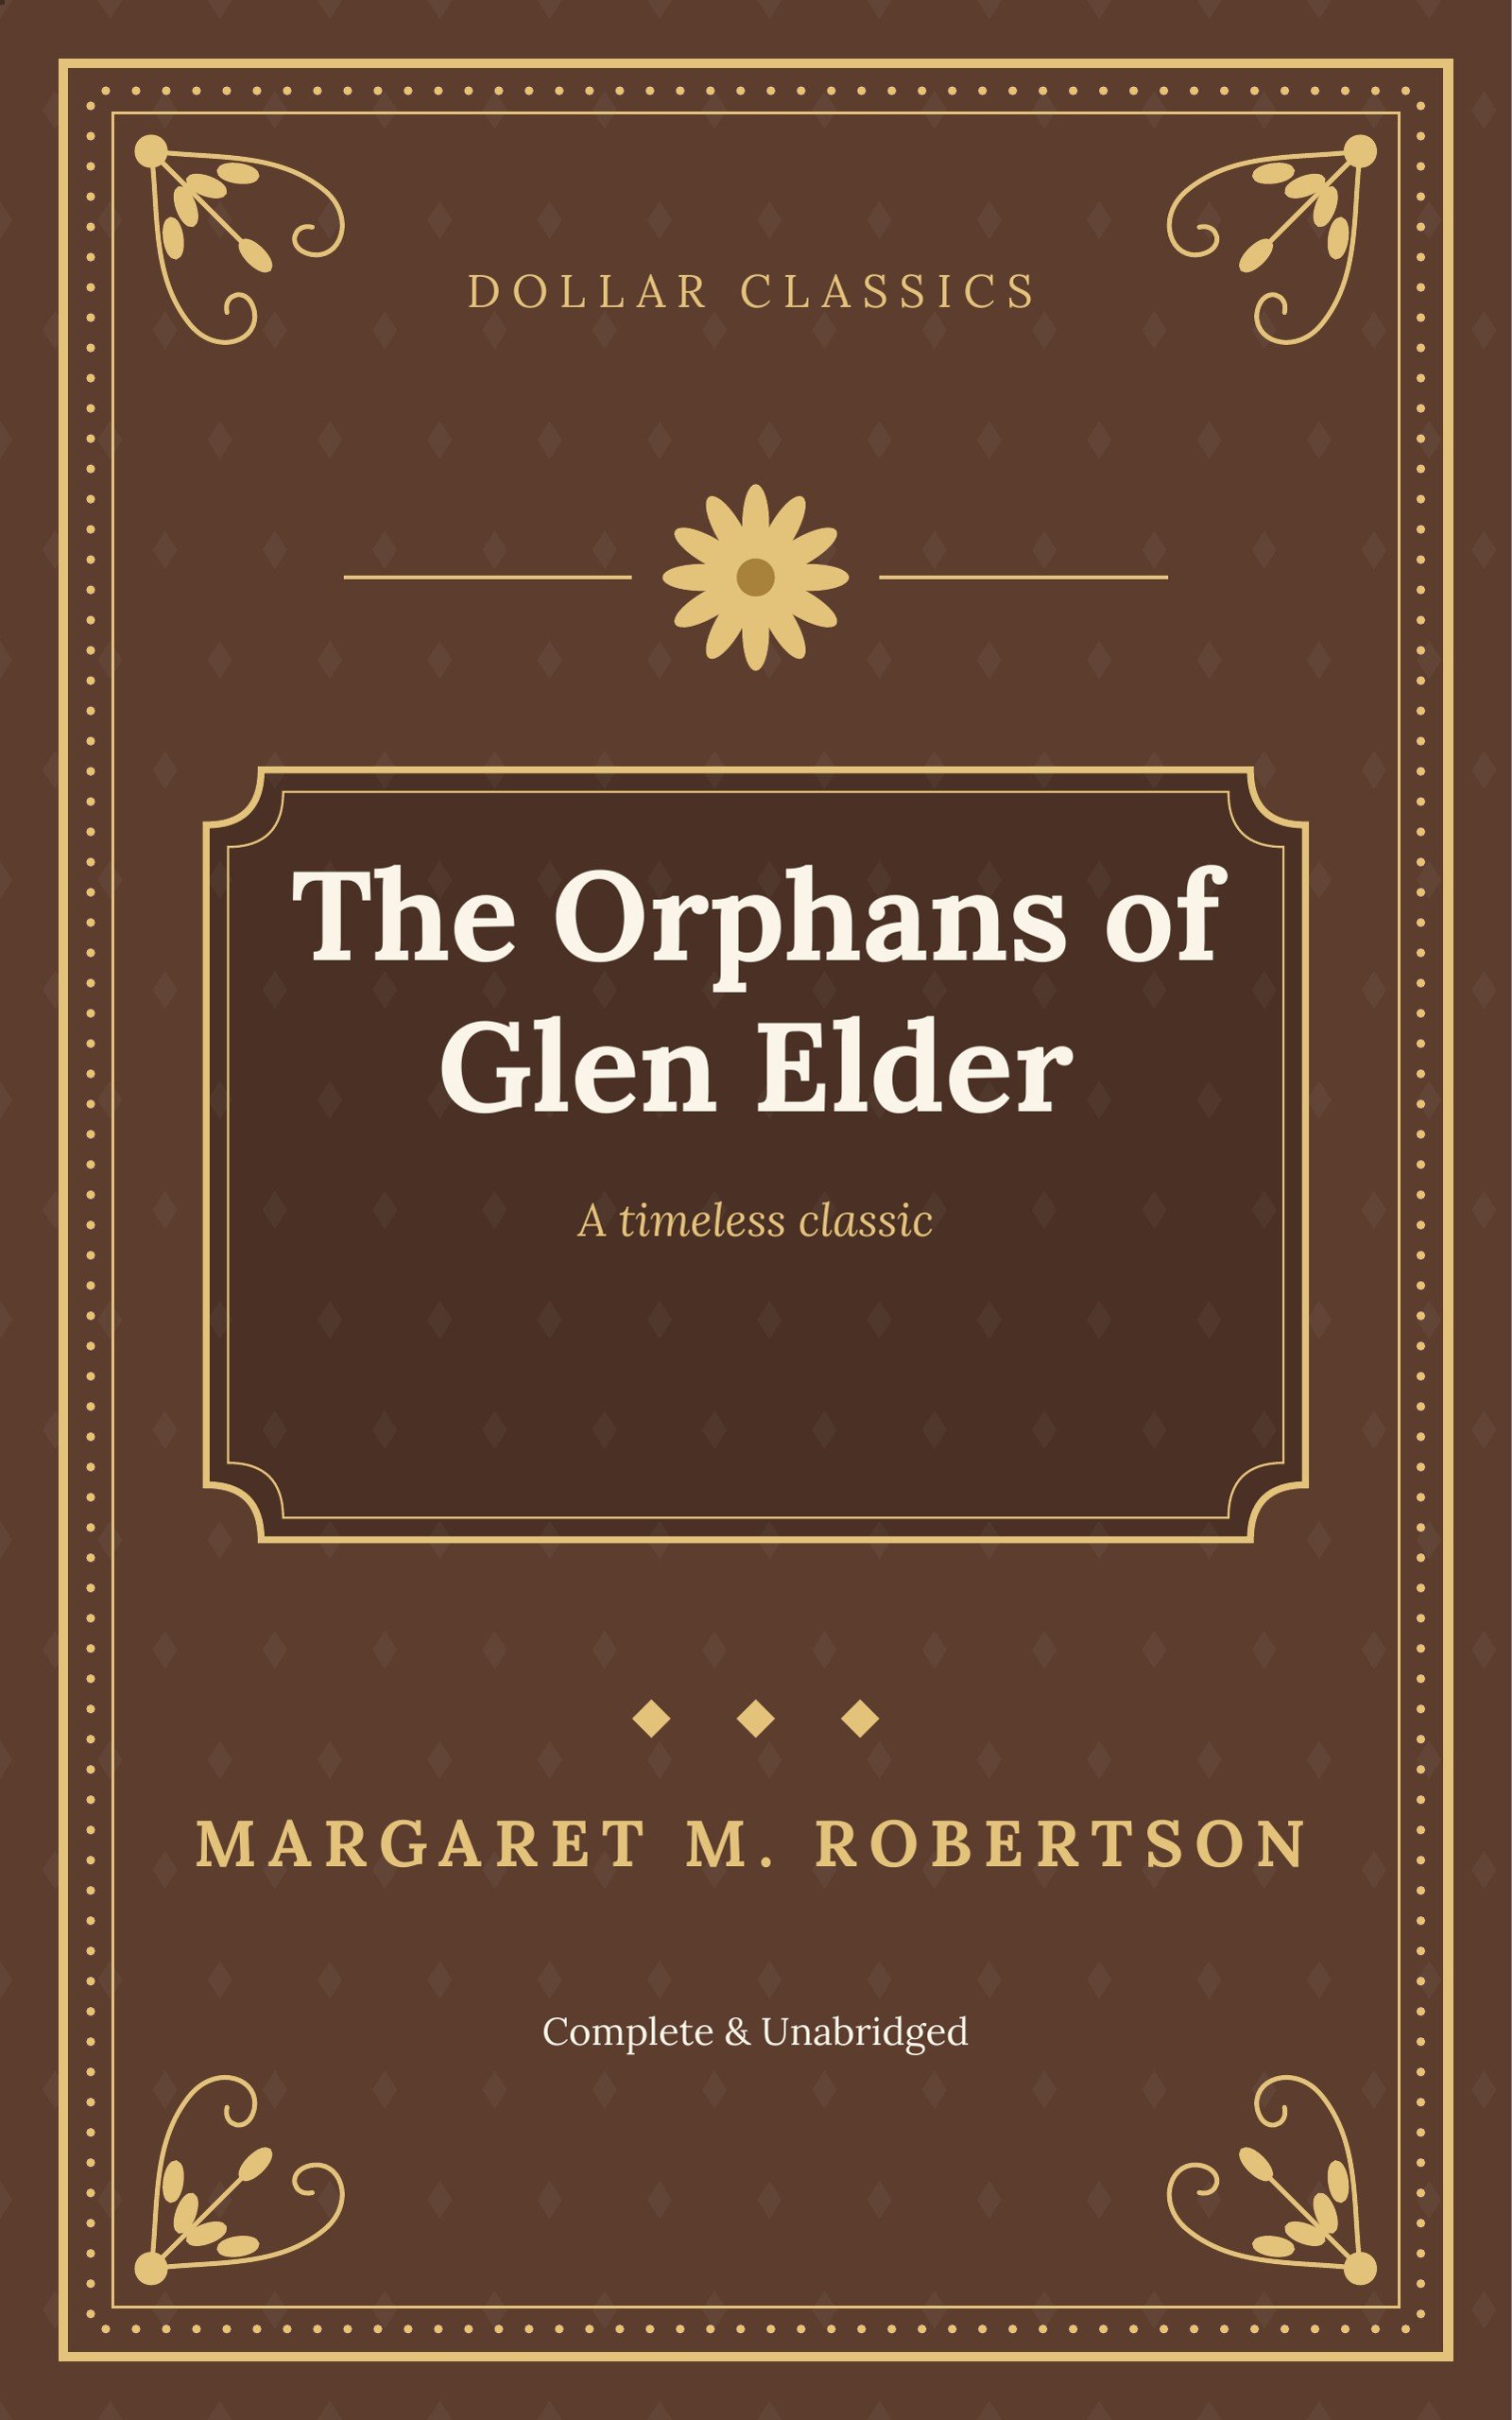 DOLLAR CLASSICS
The Orphans of
Glen Elder
A timeless classic
MARGARET M. ROBERTSON
Complete & Unabridged